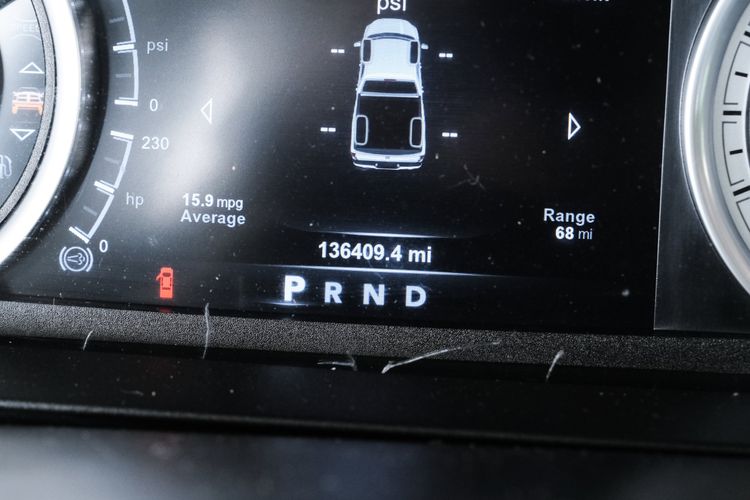 psi
psi
--
--
0
230
--
--
hp
15.9 mpg
Average
Range
68 mi
0
136409.4 mi
P R N D